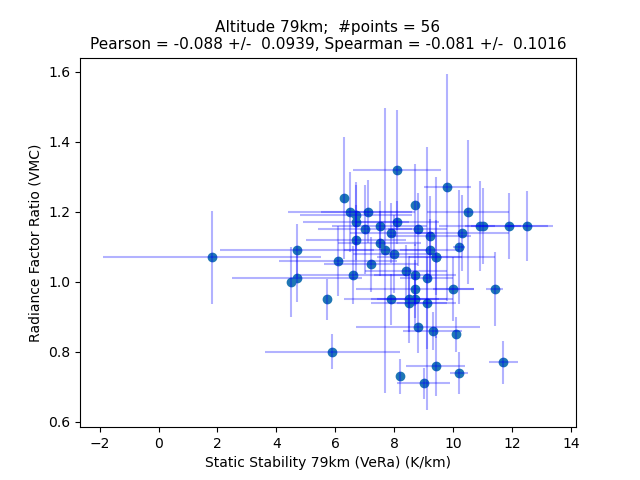 Altitude 79km;  #points = 56
Pearson = -0.088 +/-  0.0939, Spearman = -0.081 +/-  0.1016
1.6
1.4
1.2
1.0
0.8
0.6
Radiance Factor Ratio (VMC)
−2 0 2 4 6 8 10 12 14
Static Stability 79km (VeRa) (K/km)